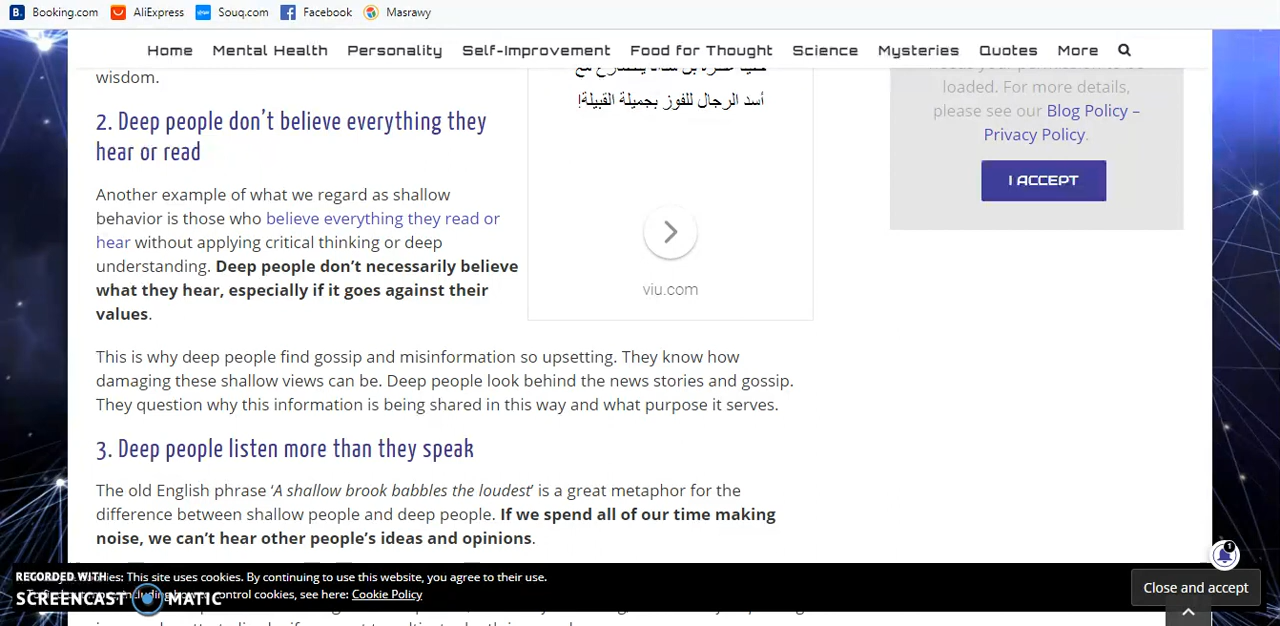 Booking.com AliExpress Souq.com Facebook Masrawy
Home Mental Health Personality Self-Improvement Food for Thought Science Mysteries Quotes More
wisdom.
2. Deep people don’t believe everything they
hear or read
Another example of what we regard as shallow
behavior is those who believe everything they read or
hear without applying critical thinking or deep
understanding. Deep people don’t necessarily believe
what they hear, especially if it goes against their
values.
أسد الرجال للفوز بجميلة القبيلة!
viu.com
needs your permission to be
loaded. For more details,
please see our Blog Policy –
Privacy Policy.
I ACCEPT
This is why deep people find gossip and misinformation so upsetting. They know how
damaging these shallow views can be. Deep people look behind the news stories and gossip.
They question why this information is being shared in this way and what purpose it serves.
3. Deep people listen more than they speak
The old English phrase ‘A shallow brook babbles the loudest’ is a great metaphor for the
difference between shallow people and deep people. If we spend all of our time making
noise, we can’t hear other people’s ideas and opinions.
1
This site uses cookies. By continuing to use this website, you agree to their use.
control cookies, see here: Cookie Policy
Close and accept
RECORDED WITH
SCREENCAST MATIC